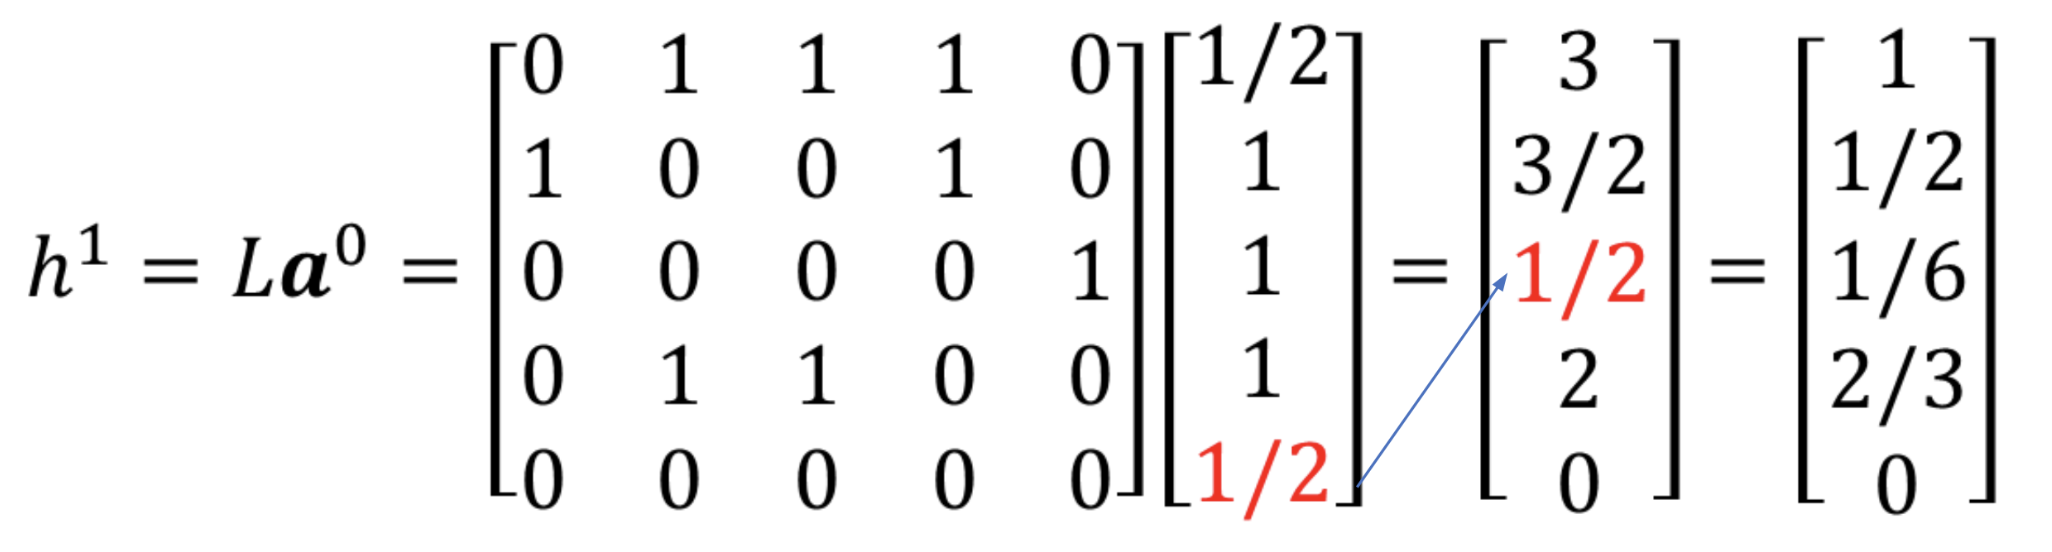 h¹ = La⁰ = [0 1 1 1 0] [1/2] = [3] = [1]
[1 0 0 1 0] [1] [3/2] [1/2]
[0 0 0 0 1] [1] [1/2] [1/6]
[0 1 1 0 0] [1] [2] [2/3]
[0 0 0 0 0] [1/2] [0] [0]